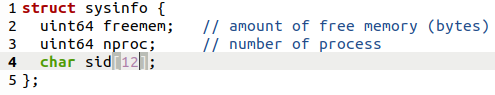 1 struct sysinfo {
2   uint64 freemem;   // amount of free memory (bytes)
3   uint64 nproc;     // number of process
4   char sid[12];
5 };